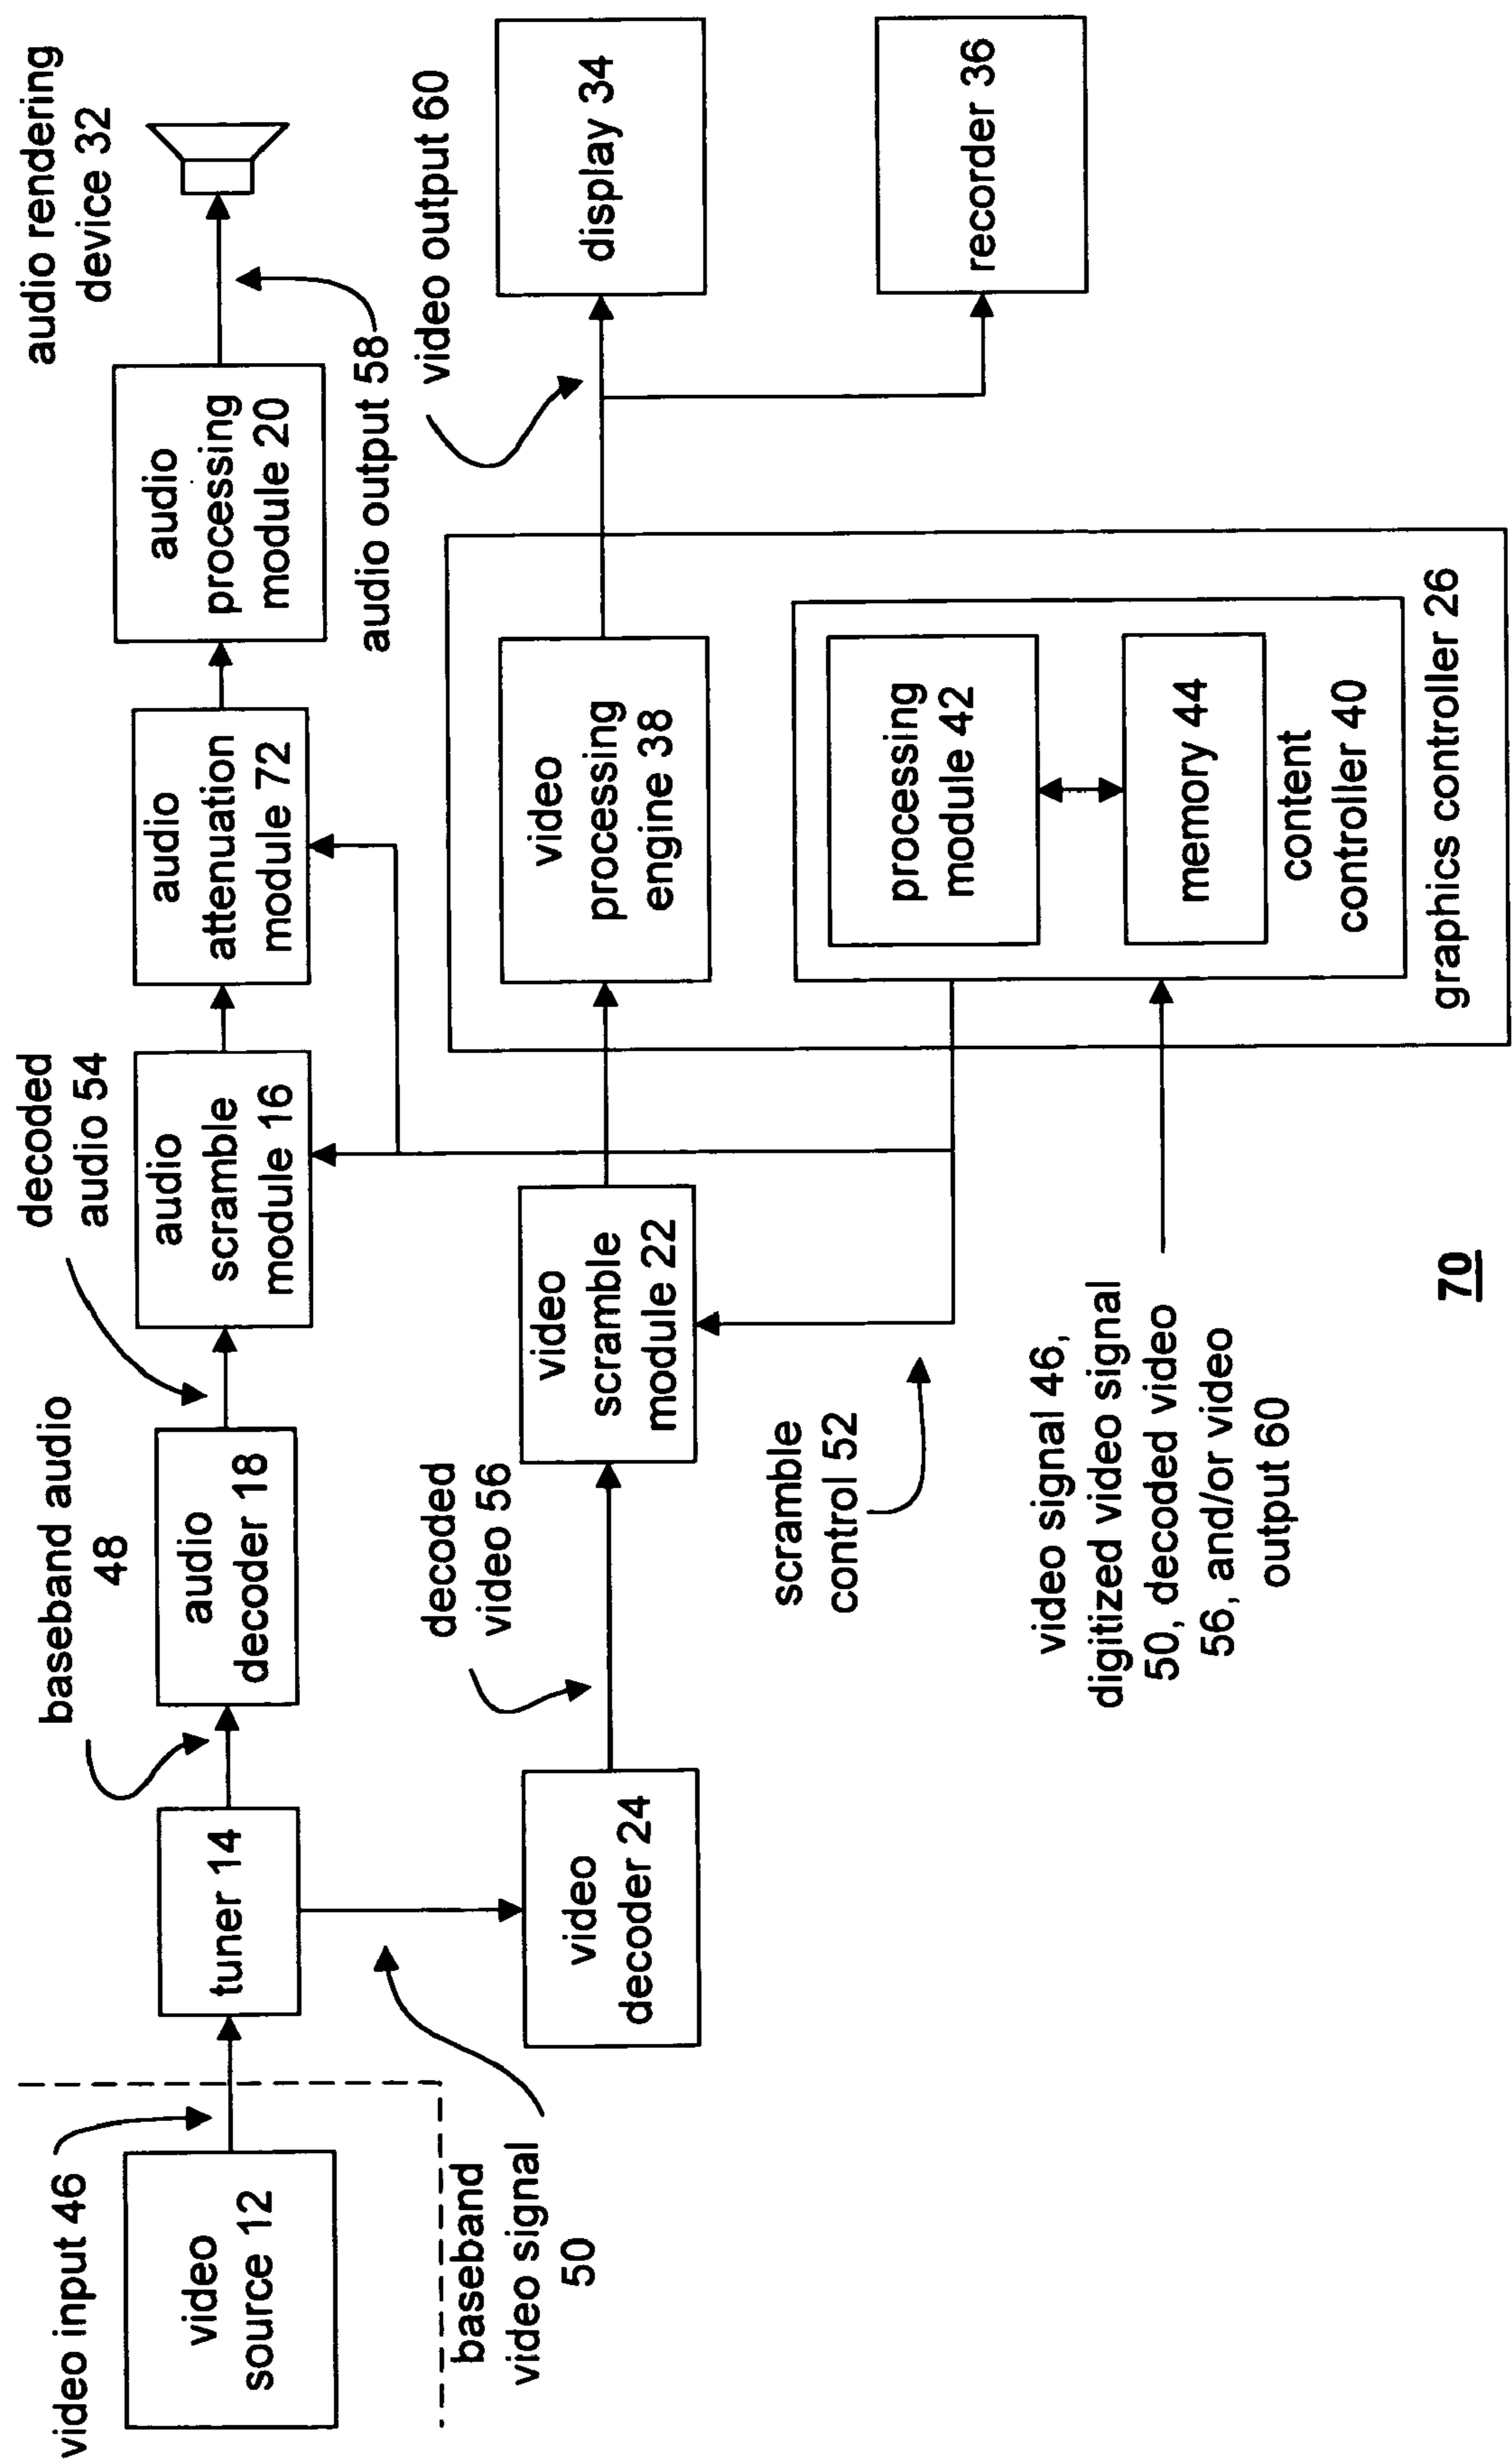 video input 46
video
source 12
baseband
video signal
50
tuner 14
baseband audio
48
audio
decoder 18
decoded
audio 54
audio
scramble
module 16
audio
attenuation
module 72
audio
processing
module 20
audio rendering
device 32
audio output 58
video
decoder 24
decoded
video 56
video
scramble
module 22
scramble
control 52
video
processing
engine 38
video output 60
display 34
recorder 36
processing
module 42
memory 44
content
controller 40
graphics controller 26
video signal 46,
digitized video signal
50, decoded video
56, and/or video
output 60
70